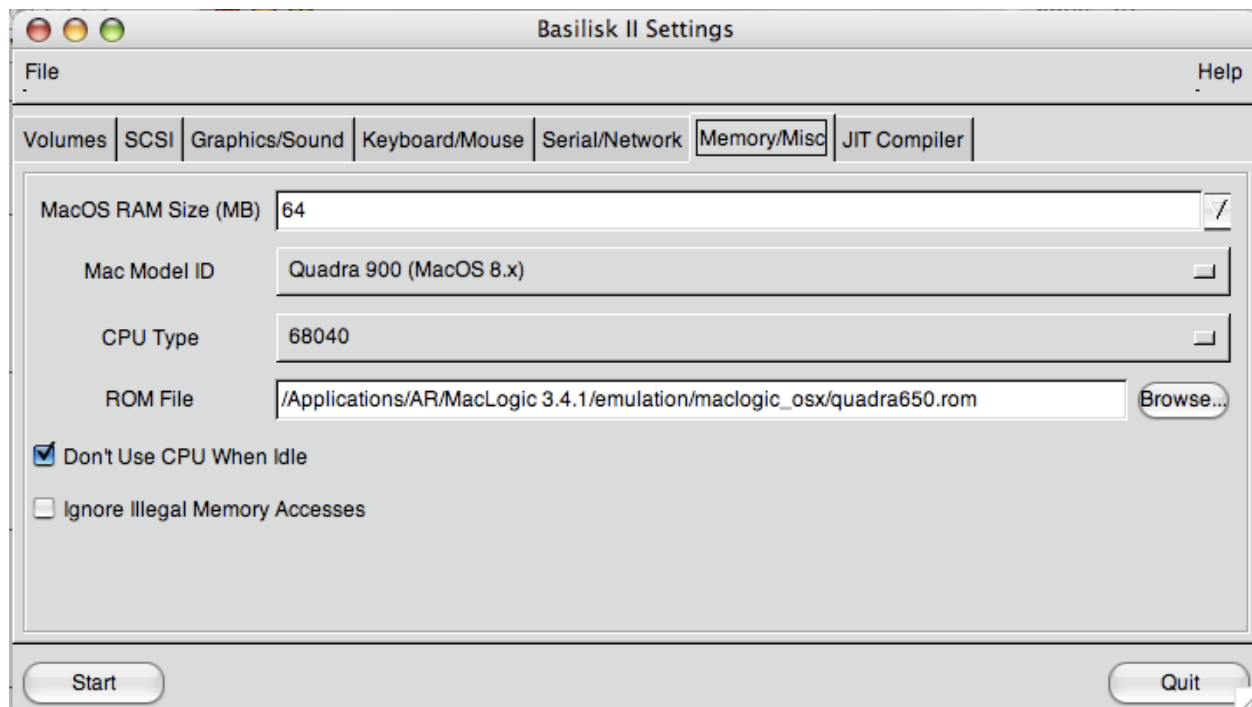 Basilisk II Settings
File Help
Volumes SCSI Graphics/Sound Keyboard/Mouse Serial/Network Memory/Misc JIT Compiler
MacOS RAM Size (MB) 64
Mac Model ID Quadra 900 (MacOS 8.x)
CPU Type 68040
ROM File /Applications/AR/MacLogic 3.4.1/emulation/maclogic_osx/quadra650.rom Browse...
Don't Use CPU When Idle
Ignore Illegal Memory Accesses
Start Quit